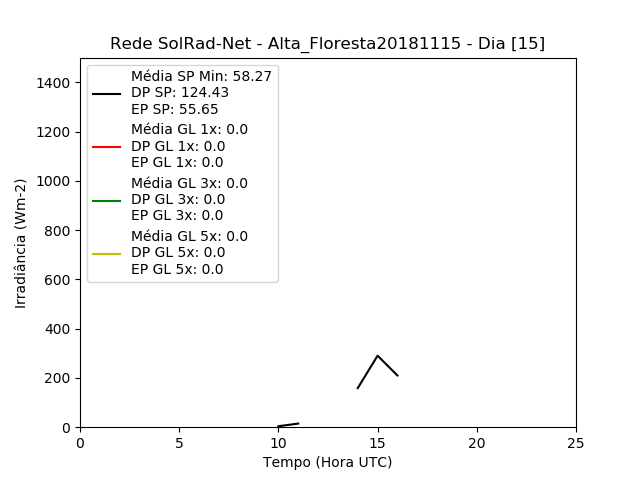 Rede SolRad-Net - Alta_Floresta20181115 - Dia [15]
Média SP Min: 58.27
DP SP: 124.43
EP SP: 55.65
Média GL 1x: 0.0
DP GL 1x: 0.0
EP GL 1x: 0.0
Média GL 3x: 0.0
DP GL 3x: 0.0
EP GL 3x: 0.0
Média GL 5x: 0.0
DP GL 5x: 0.0
EP GL 5x: 0.0
Irradiância (Wm-2)
1400
1200
1000
800
600
400
200
0
0 5 10 15 20 25
Tempo (Hora UTC)